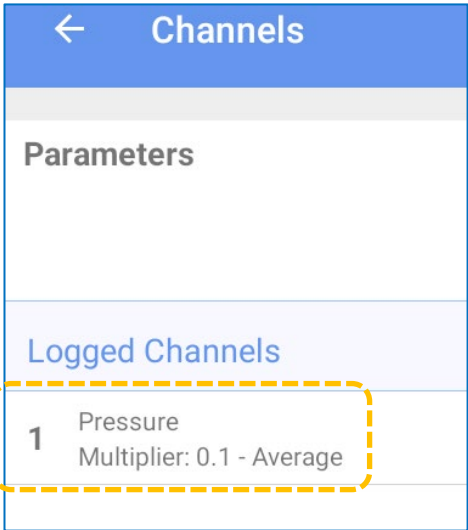 Channels
Parameters
Logged Channels
1
Pressure
Multiplier: 0.1 - Average